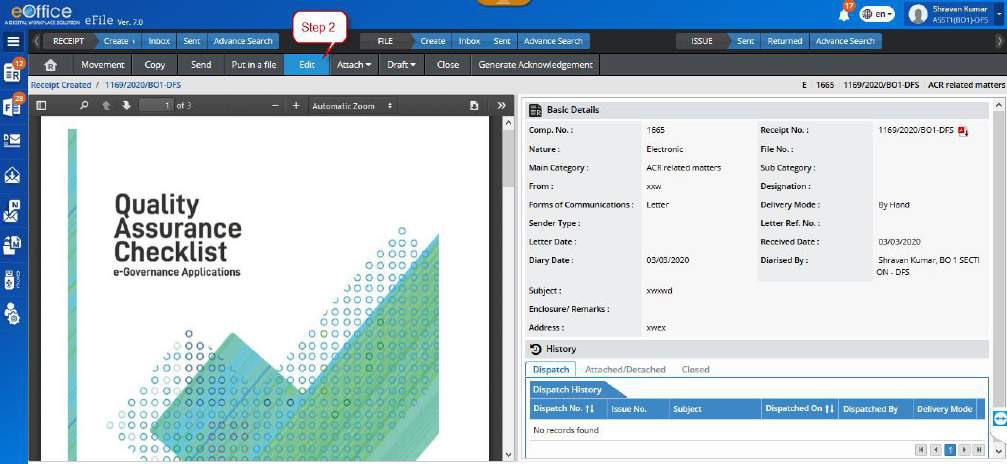 eOffice
A DIGITAL WORKPLACE SOLUTION
eFile Ver. 7.0
Step 2
17
en
Shravan Kumar
ASST1(BO1)-DFS
RECEIPT Create Inbox Sent Advance Search
FILE Create Inbox Sent Advance Search
ISSUE Sent Returned Advance Search
12
R
Movement Copy Send Put in a file Edit Attach Draft Close Generate Acknowledgement
28
F
Receipt Created / 1169/2020/BO1-DFS
E 1665 1169/2020/BO1-DFS ACR related matters
1 of 3
Automatic Zoom
Quality
Assurance
Checklist
e-Governance Applications
Basic Details
Comp. No. : 1665 Receipt No. : 1169/2020/BO1-DFS
Nature : Electronic File No. :
Main Category : ACR related matters Sub Category :
From : xxw Designation :
Forms of Communications : Letter Delivery Mode : By Hand
Sender Type : Letter Ref. No. :
Letter Date : Received Date : 03/03/2020
Diary Date : 03/03/2020 Diarised By : Shravan Kumar, BO 1 SECTI
ON - DFS
Subject : xwxwd
Enclosure/ Remarks :
Address : xwex
History
Dispatch Attached/Detached Closed
Dispatch History
Dispatch No. Issue No. Subject Dispatched On Dispatched By Delivery Mode
No records found
1